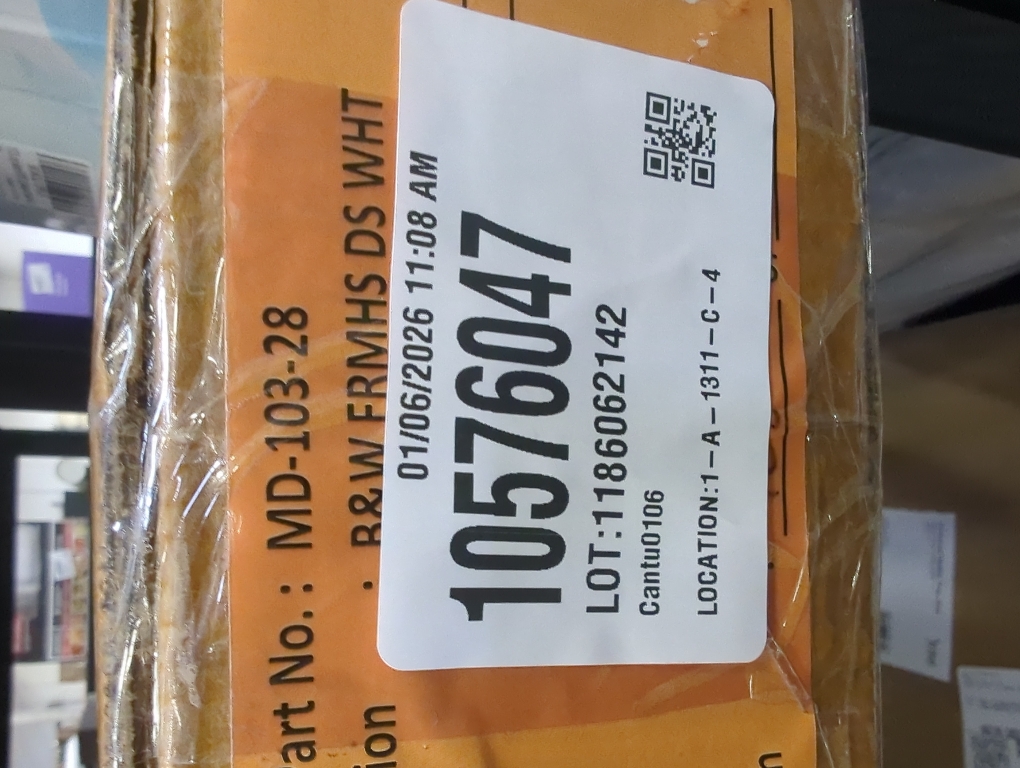 art No. : MD-103-28
ion : B&W FRMHS DS WHT
01/06/2026 11:08 AM
10576047
LOT:1186062142
Cantu0106
LOCATION:1-A-1311-C-4